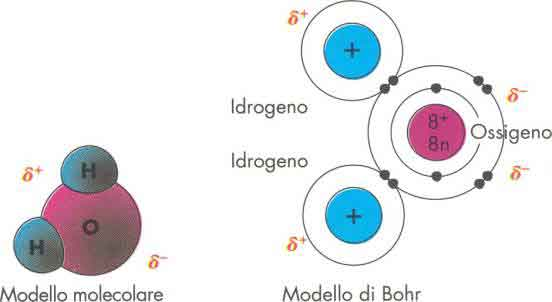 δ+
H
δ+
O
H
δ-
Modello molecolare
δ+
+
Idrogeno
δ-
8+
8n
Ossigeno
Idrogeno
δ-
+
δ+
Modello di Bohr